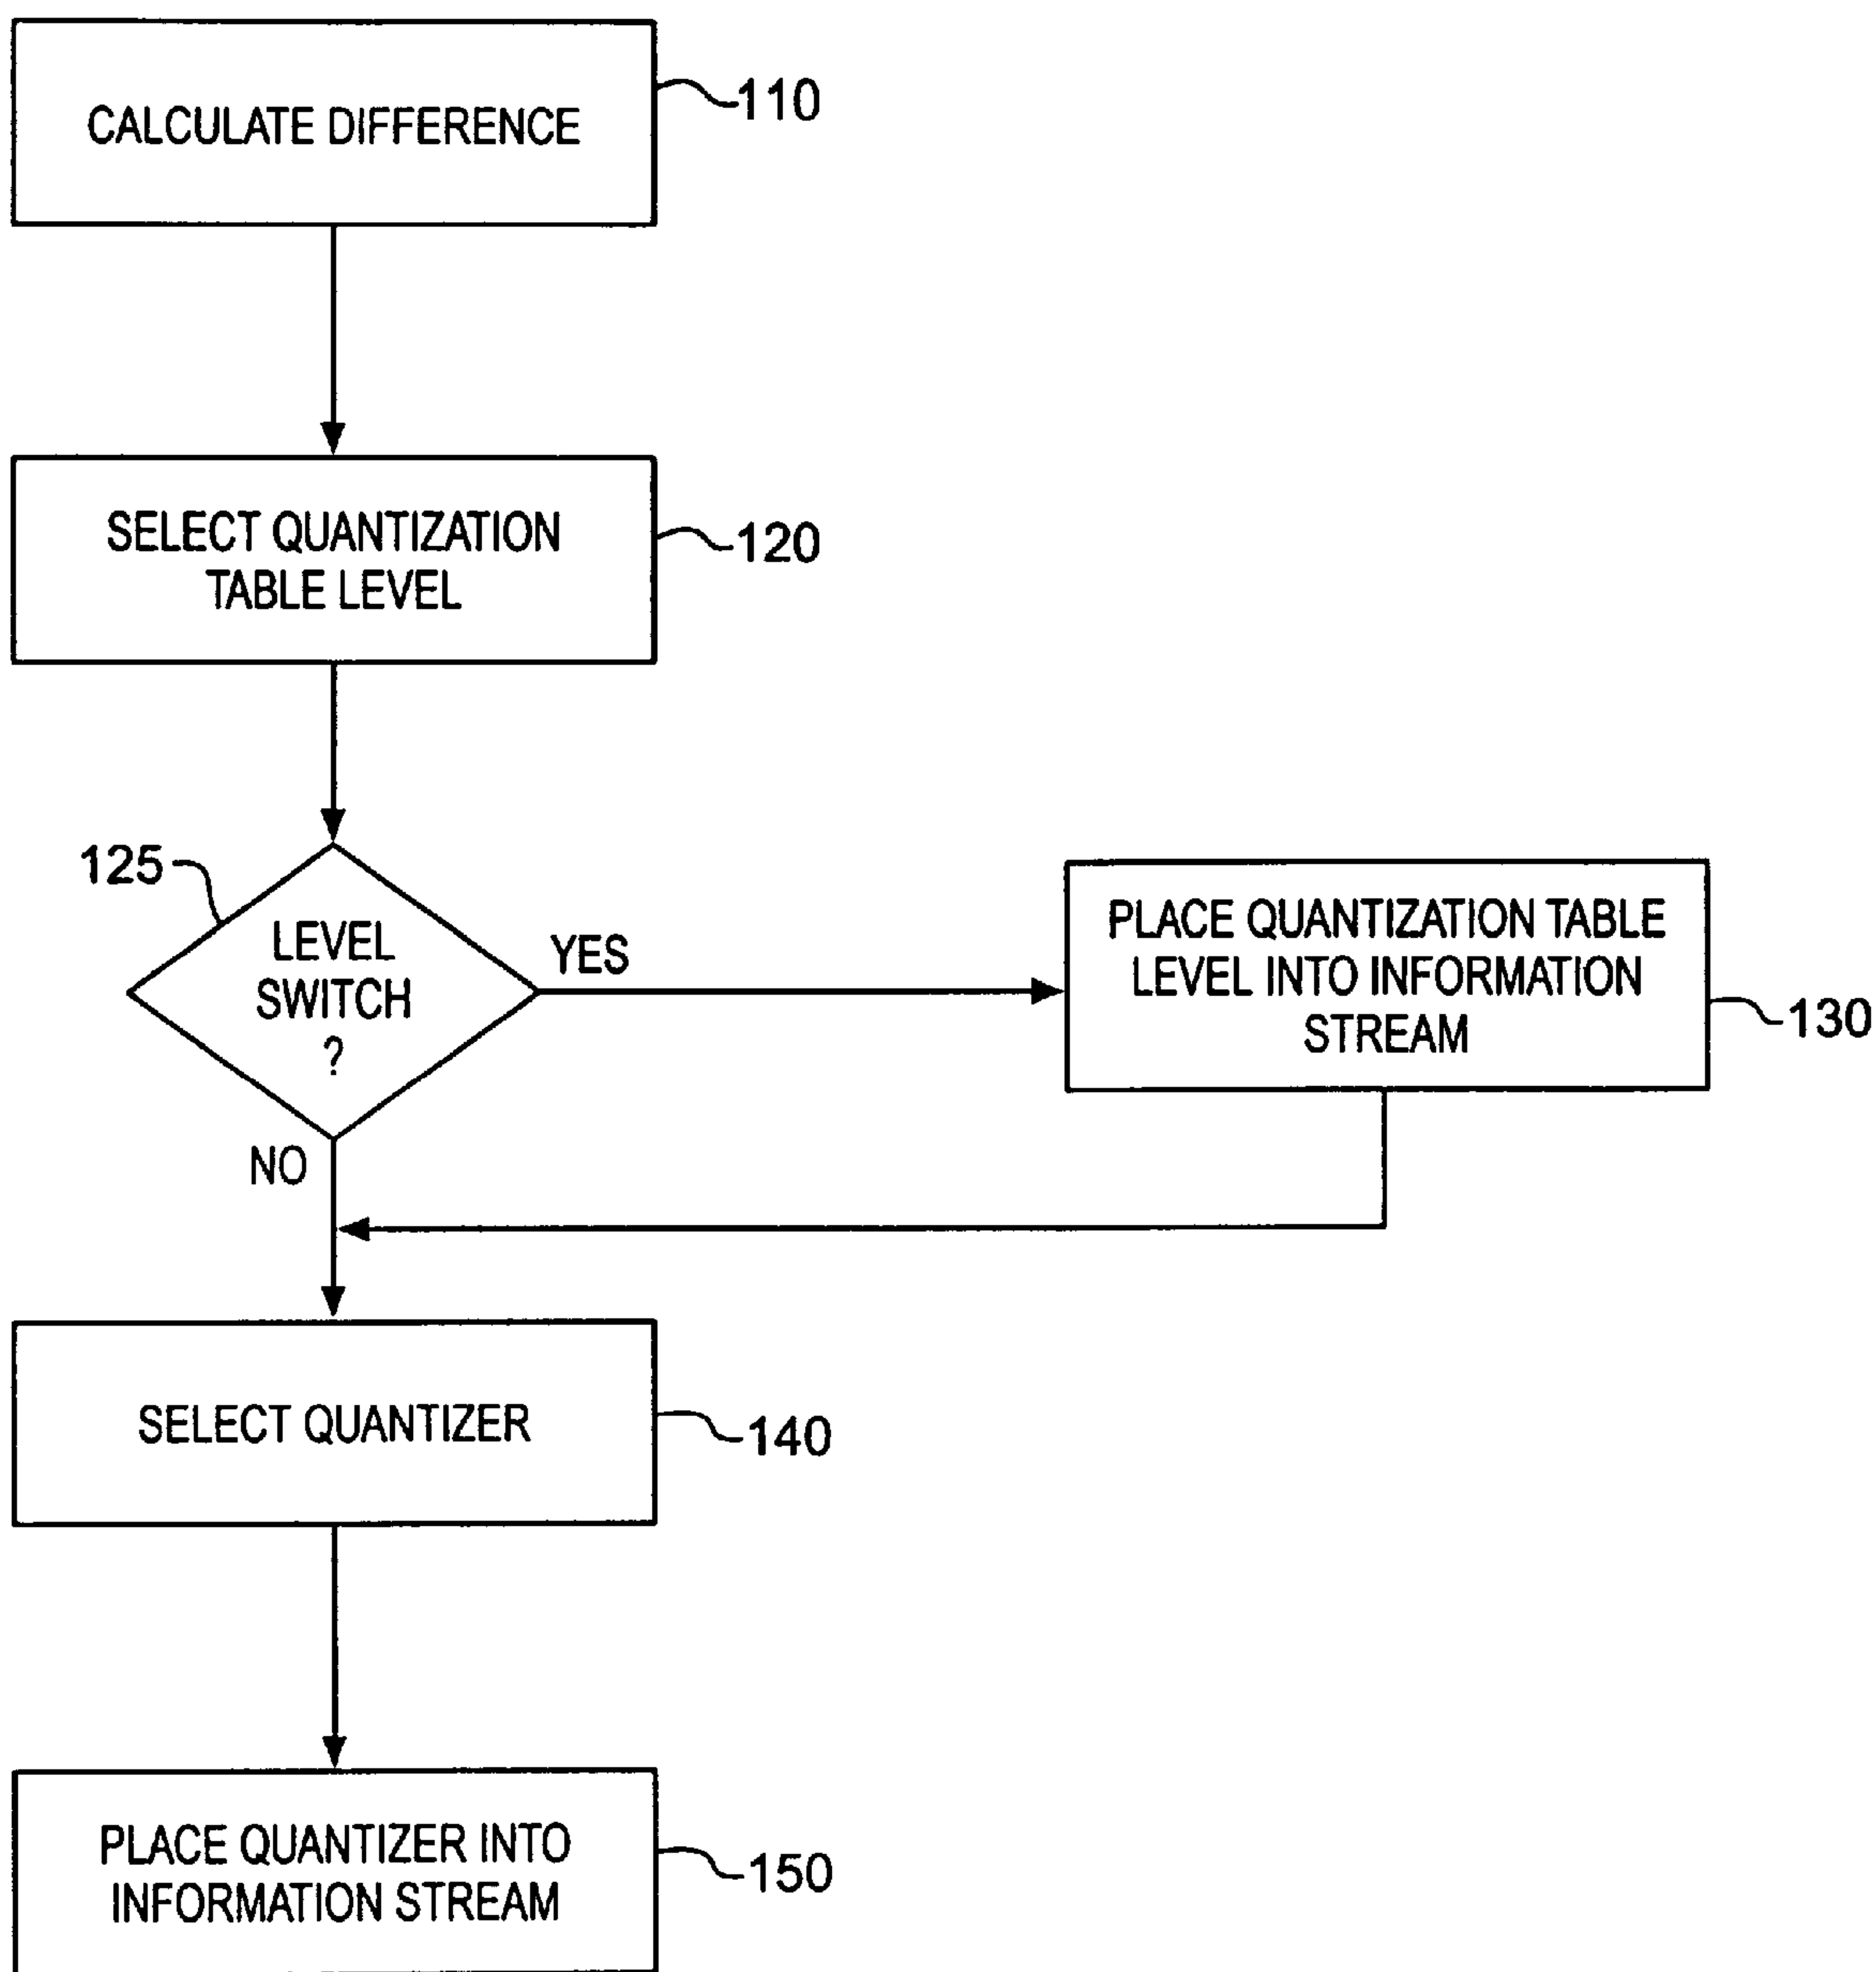 CALCULATE DIFFERENCE
110
SELECT QUANTIZATION
TABLE LEVEL
120
125
LEVEL
SWITCH
?
YES
NO
PLACE QUANTIZATION TABLE
LEVEL INTO INFORMATION
STREAM
130
SELECT QUANTIZER
140
PLACE QUANTIZER INTO
INFORMATION STREAM
150